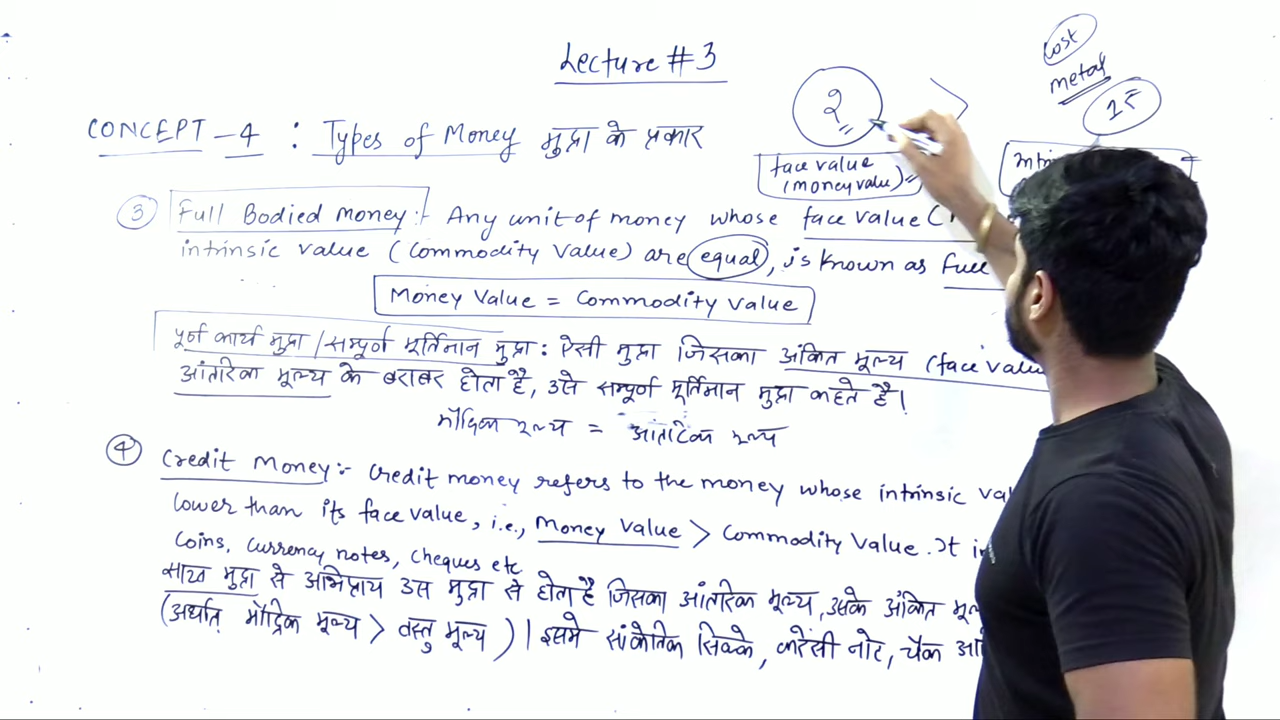 Lecture #3
cost
metal
2
CONCEPT-4 : Types of Money मुद्रा के प्रकार
face value
(money value)
③ Full Bodied money:- Any unit of money whose face value (
intrinsic value (commodity value) are equal, is known as full
Money value = commodity value
पूर्ण कार्य मुद्रा / सम्पूर्ण मूर्तिमान मुद्रा : ऐसी मुद्रा जिसका अंकित मूल्य (face valu
आंतरिक मूल्य के बराबर होता है, उसे सम्पूर्ण मूर्तिमान मुद्रा कहते है।
मौद्रिक मूल्य = आंतरिक मूल्य
④ Credit Money:- Credit money refers to the money whose intrinsic val
lower than its face value, i.e., Money value > commodity value. It in
coins, currency notes, cheques etc
साख मुद्रा से अभिप्राय उस मुद्रा से होता है जिसका आंतरिक मूल्य, उसके अंकित मूल
(अर्थात् मौद्रिक मूल्य > वस्तु मूल्य) । इसमे सांकेतिक सिक्के, करेंसी नोट, चैक आ